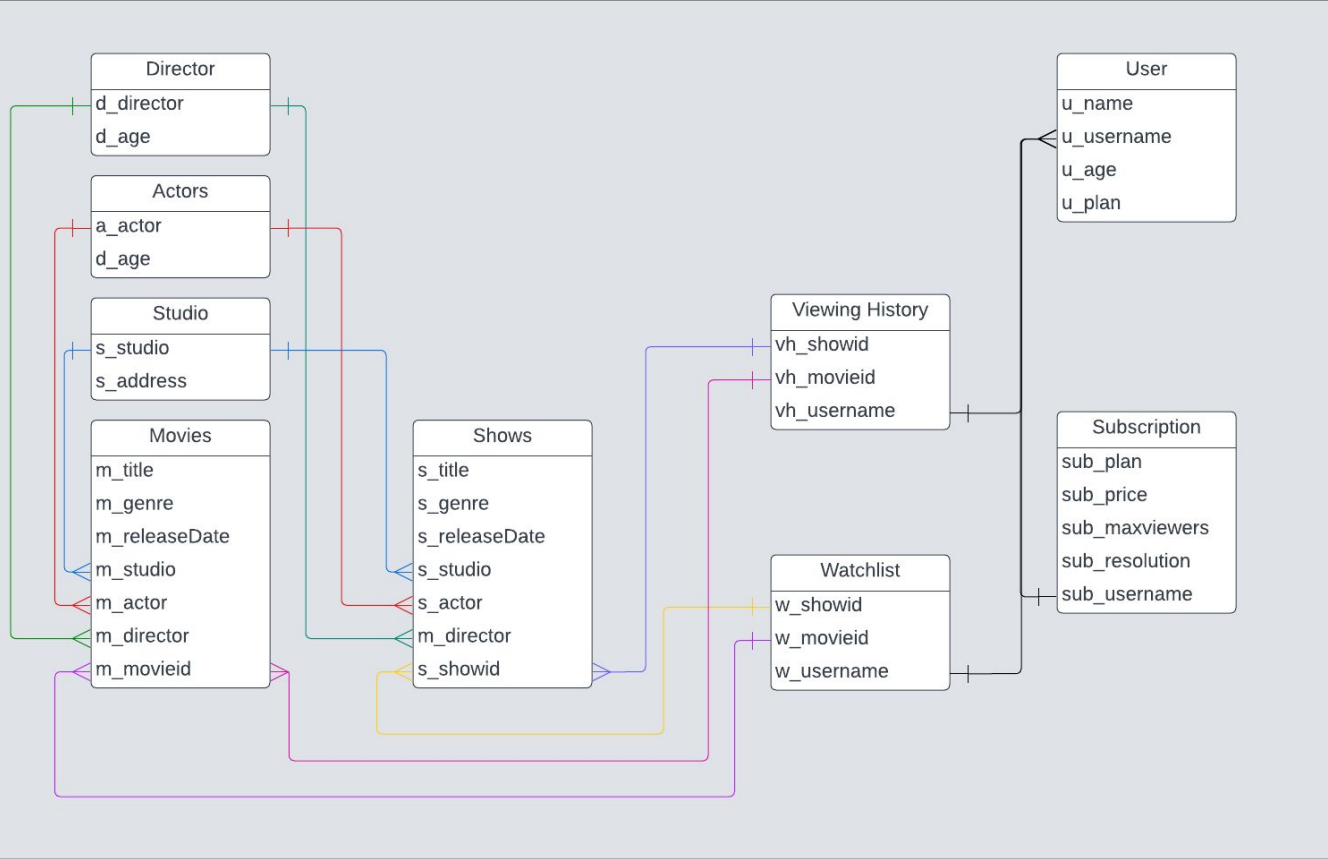 Director
d_director
d_age
Actors
a_actor
d_age
Studio
s_studio
s_address
Movies
m_title
m_genre
m_releaseDate
m_studio
m_actor
m_director
m_movieid
Shows
s_title
s_genre
s_releaseDate
s_studio
s_actor
m_director
s_showid
Viewing History
vh_showid
vh_movieid
vh_username
Watchlist
w_showid
w_movieid
w_username
User
u_name
u_username
u_age
u_plan
Subscription
sub_plan
sub_price
sub_maxviewers
sub_resolution
sub_username